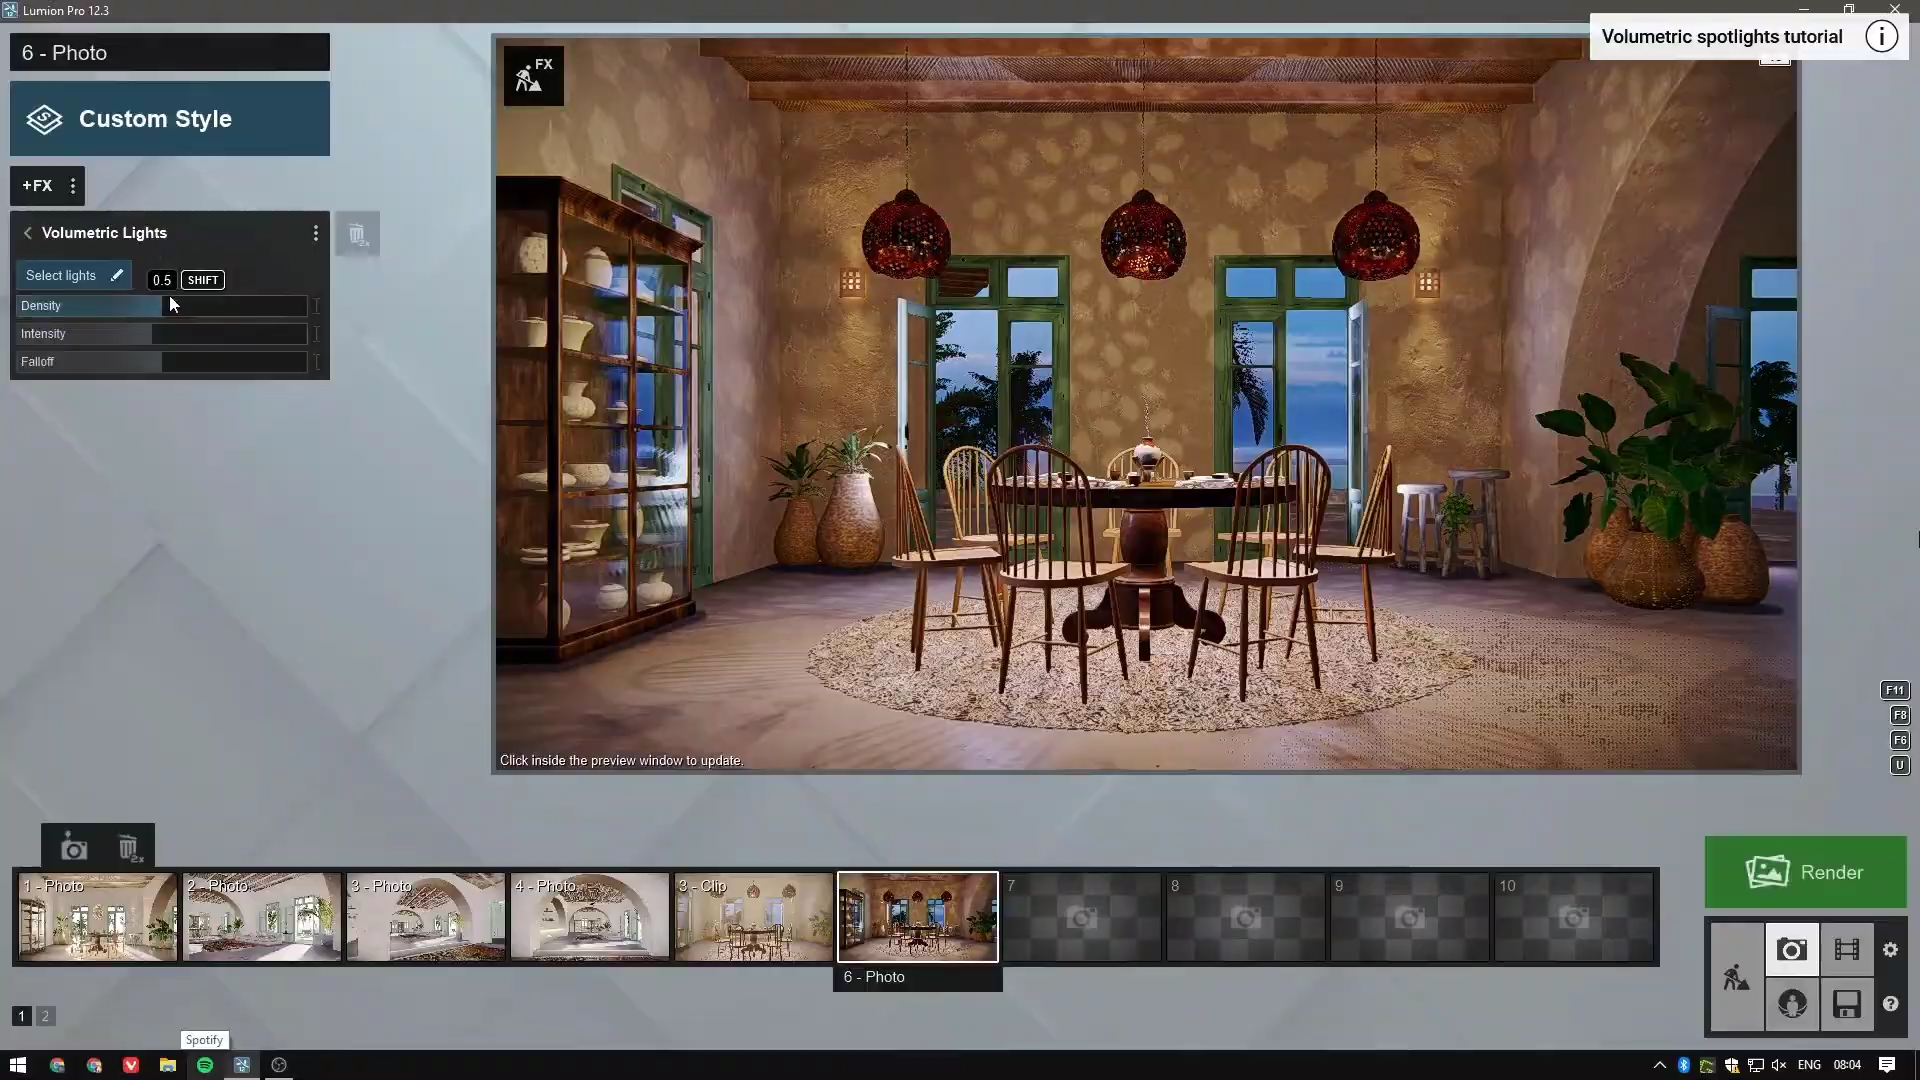 Lumion Pro 12.3
Volumetric spotlights tutorial
6 - Photo
FX
Custom Style
+FX
Volumetric Lights
2x
Select lights
0.5 SHIFT
Density
Intensity
Falloff
Click inside the preview window to update.
F11
F8
F6
U
2x
Render
1 - Photo
2 - Photo
3 - Photo
4 - Photo
3 - Clip
7
8
9
10
6 - Photo
1 2
Spotify
ENG 08:04